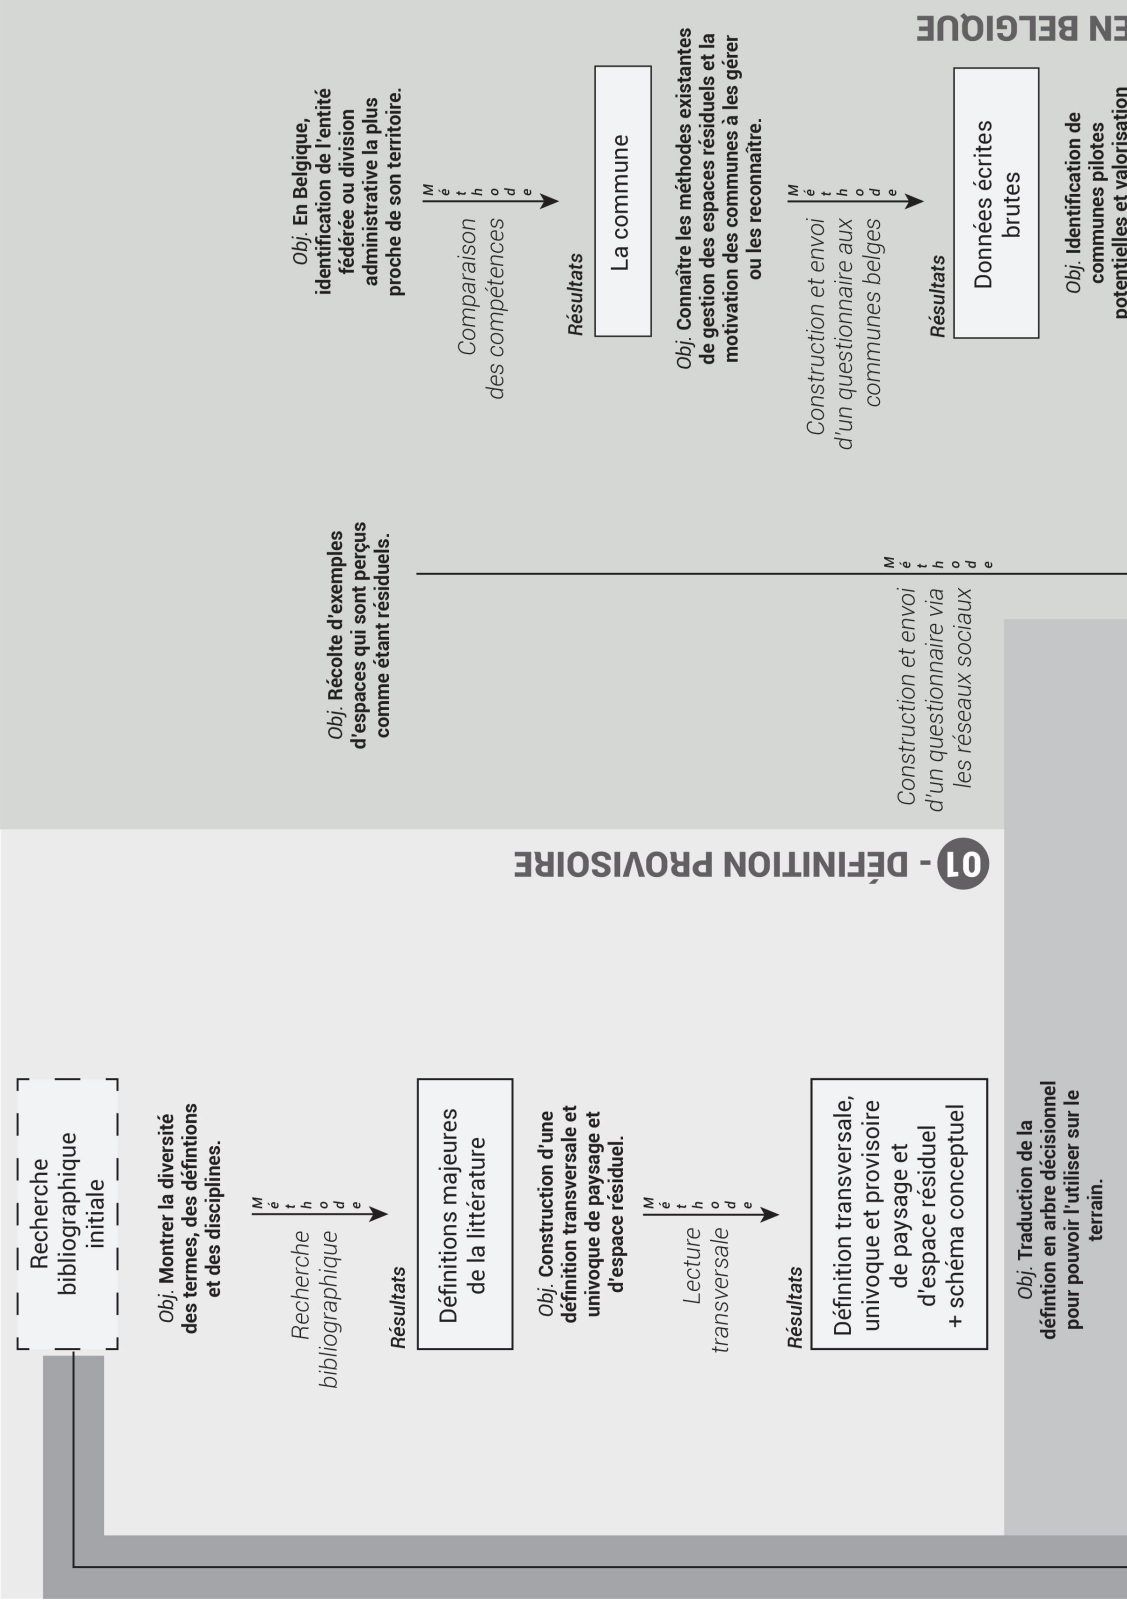 Recherche
bibliographique
initiale
Obj. Montrer la diversité
des termes, des défintions
et des disciplines.
Méthode
Recherche
bibliographique
Résultats
Définitions majeures
de la littérature
Obj. Construction d'une
définition transversale et
univoque de paysage et
d'espace résiduel.
Méthode
Lecture
transversale
Résultats
Définition transversale,
univoque et provisoire
de paysage et
d'espace résiduel
+ schéma conceptuel
Obj. Traduction de la
défintion en arbre décisionnel
pour pouvoir l'utiliser sur le
terrain.
01 - DÉFINITION PROVISOIRE
Obj. Récolte d'exemples
d'espaces qui sont perçus
comme étant résiduels.
Méthode
Construction et envoi
d'un questionnaire via
les réseaux sociaux
Obj. En Belgique,
identification de l'entité
fédérée ou division
administrative la plus
proche de son territoire.
Méthode
Comparaison
des compétences
Résultats
La commune
Obj. Connaître les méthodes existantes
de gestion des espaces résiduels et la
motivation des communes à les gérer
ou les reconnaître.
Méthode
Construction et envoi
d'un questionnaire aux
communes belges
Résultats
Données écrites
brutes
Obj. Identification de
communes pilotes
potentielles et valorisation
EN BELGIQUE